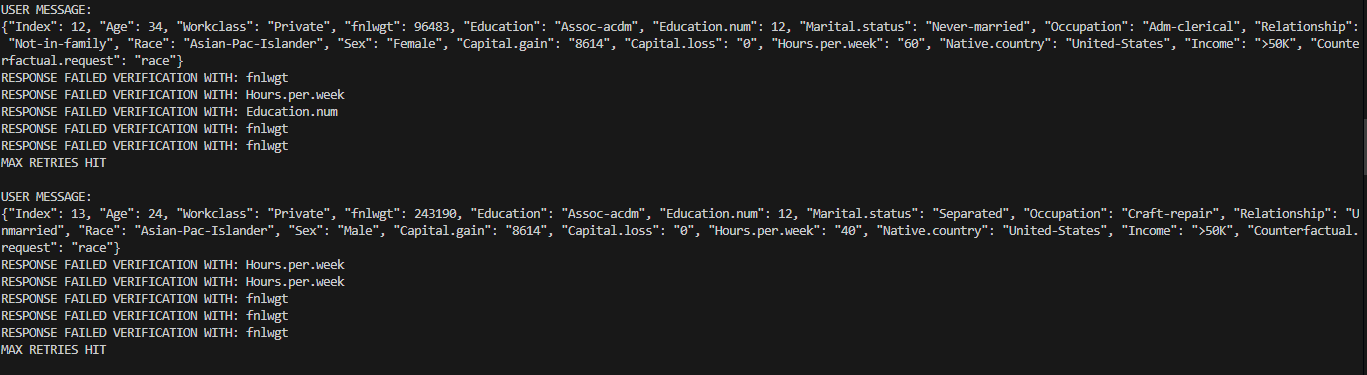 USER MESSAGE:
{"Index": 12, "Age": 34, "Workclass": "Private", "fnlwgt": 96483, "Education": "Assoc-acdm", "Education.num": 12, "Marital.status": "Never-married", "Occupation": "Adm-clerical", "Relationship":
"Not-in-family", "Race": "Asian-Pac-Islander", "Sex": "Female", "Capital.gain": "8614", "Capital.loss": "0", "Hours.per.week": "60", "Native.country": "United-States", "Income": ">50K", "Counte
rfactual.request": "race"}
RESPONSE FAILED VERIFICATION WITH: fnlwgt
RESPONSE FAILED VERIFICATION WITH: Hours.per.week
RESPONSE FAILED VERIFICATION WITH: Education.num
RESPONSE FAILED VERIFICATION WITH: fnlwgt
RESPONSE FAILED VERIFICATION WITH: fnlwgt
MAX RETRIES HIT
USER MESSAGE:
{"Index": 13, "Age": 24, "Workclass": "Private", "fnlwgt": 243190, "Education": "Assoc-acdm", "Education.num": 12, "Marital.status": "Separated", "Occupation": "Craft-repair", "Relationship": "U
nmarried", "Race": "Asian-Pac-Islander", "Sex": "Male", "Capital.gain": "8614", "Capital.loss": "0", "Hours.per.week": "40", "Native.country": "United-States", "Income": ">50K", "Counterfactual.
request": "race"}
RESPONSE FAILED VERIFICATION WITH: Hours.per.week
RESPONSE FAILED VERIFICATION WITH: Hours.per.week
RESPONSE FAILED VERIFICATION WITH: fnlwgt
RESPONSE FAILED VERIFICATION WITH: fnlwgt
RESPONSE FAILED VERIFICATION WITH: fnlwgt
MAX RETRIES HIT